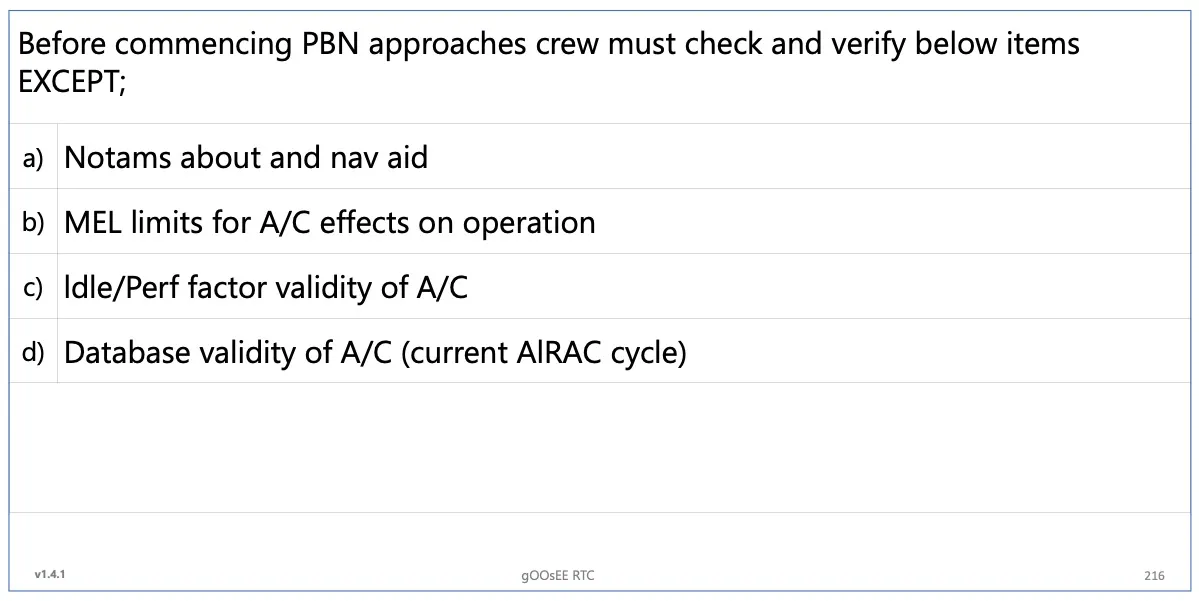 Before commencing PBN approaches crew must check and verify below items
EXCEPT;
a) Notams about and nav aid
b) MEL limits for A/C effects on operation
c) ldle/Perf factor validity of A/C
d) Database validity of A/C (current AlRAC cycle)
v1.4.1 gOOsEE RTC 216